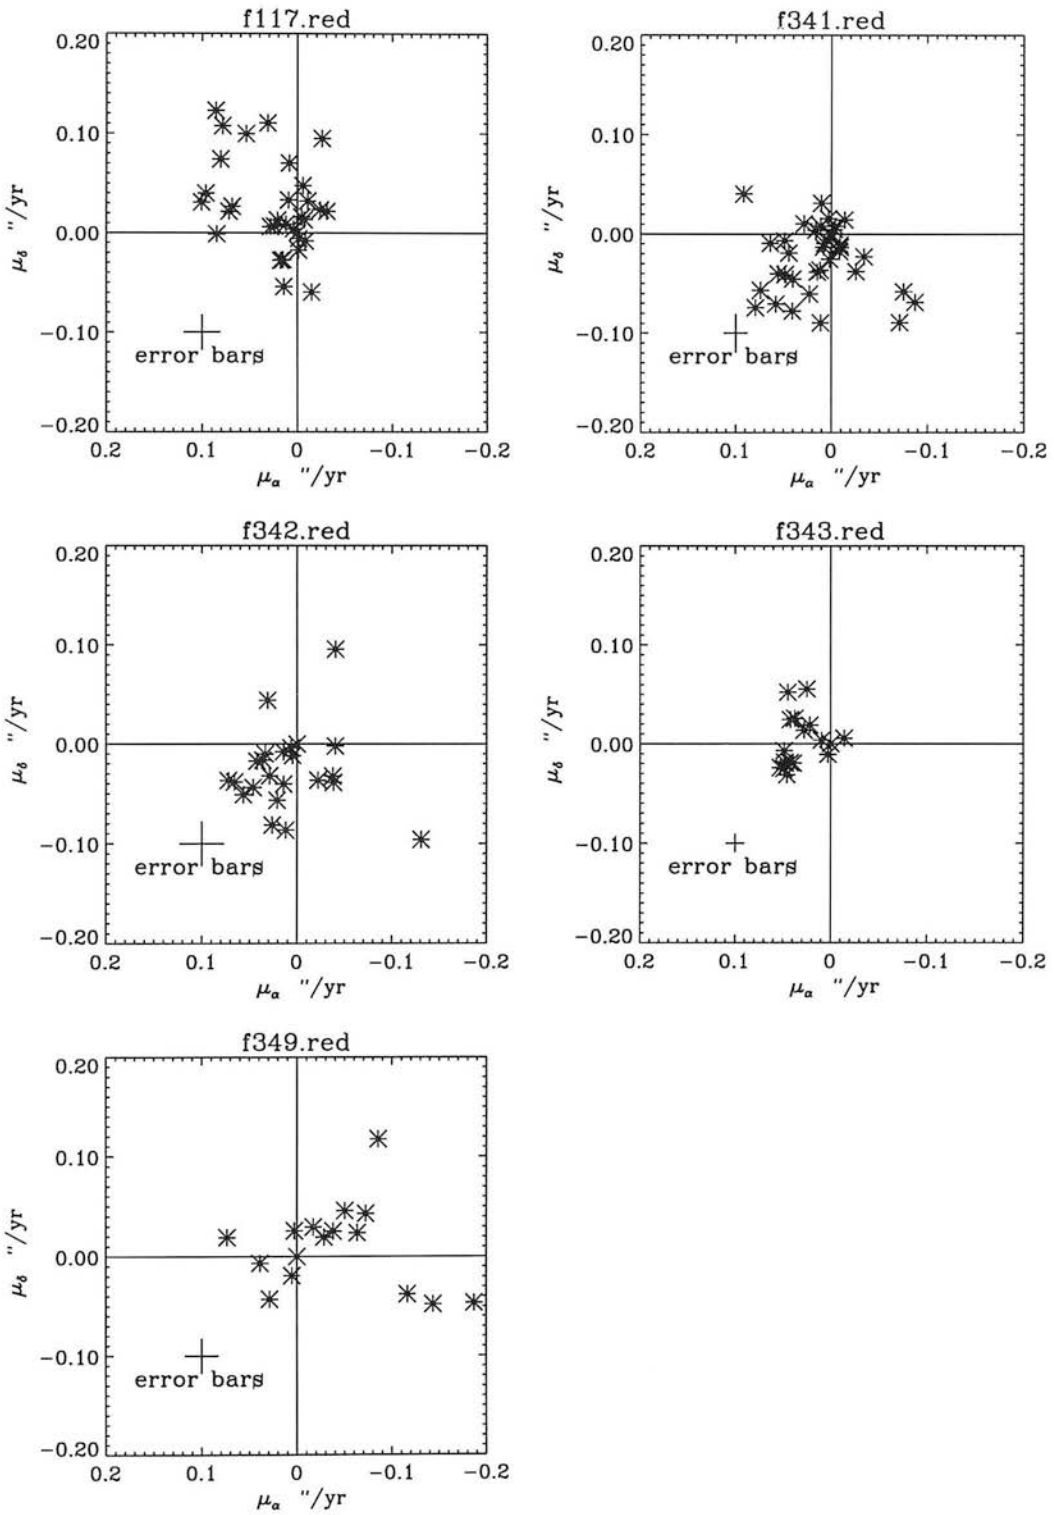 f117.red
0.20
0.10
0.00
−0.10
−0.20
μδ "/yr
error bars
0.2 0.1 0 −0.1 −0.2
μα "/yr
f341.red
0.20
0.10
0.00
−0.10
−0.20
μδ "/yr
error bars
0.2 0.1 0 −0.1 −0.2
μα "/yr
f342.red
0.20
0.10
0.00
−0.10
−0.20
μδ "/yr
error bars
0.2 0.1 0 −0.1 −0.2
μα "/yr
f343.red
0.20
0.10
0.00
−0.10
−0.20
μδ "/yr
error bars
0.2 0.1 0 −0.1 −0.2
μα "/yr
f349.red
0.20
0.10
0.00
−0.10
−0.20
μδ "/yr
error bars
0.2 0.1 0 −0.1 −0.2
μα "/yr